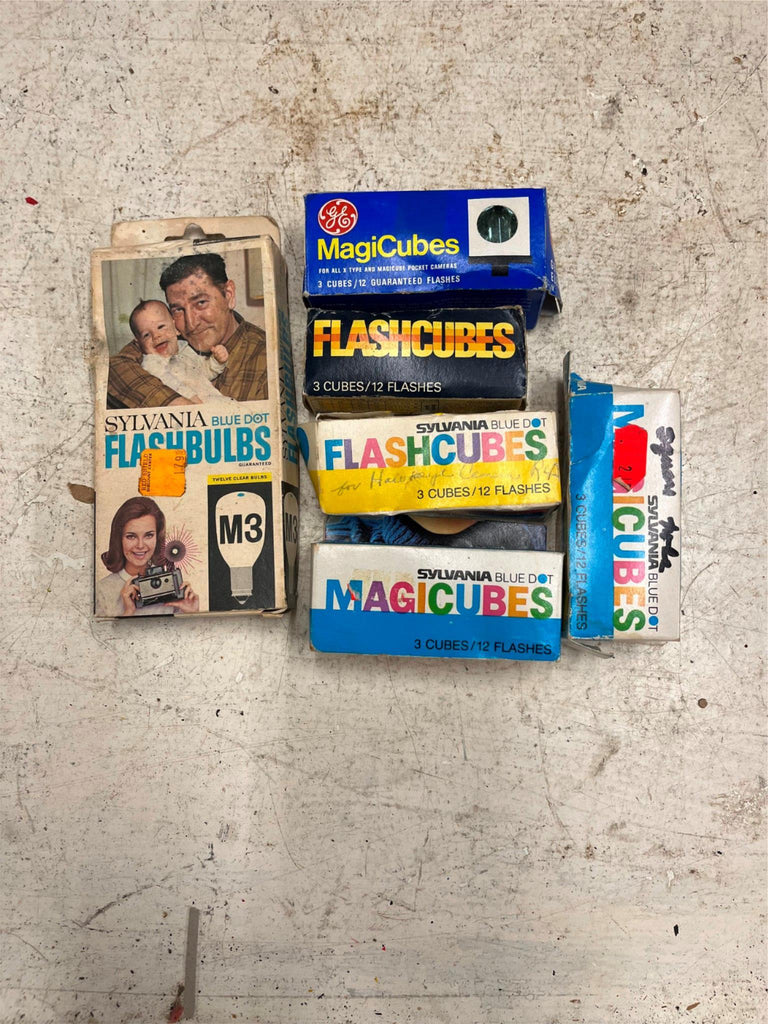 SYLVANIA BLUE DOT
FLASHBULBS
GUARANTEED
TWELVE CLEAR BULBS
M3
M3
GE
MagiCubes
FOR ALL X TYPE AND MAGICUBE POCKET CAMERAS
3 CUBES/12 GUARANTEED FLASHES
FLASHCUBES
3 CUBES/12 FLASHES
SYLVANIA BLUE DOT
FLASHCUBES
for
3 CUBES/12 FLASHES
SYLVANIA BLUE DOT
MAGICUBES
3 CUBES/12 FLASHES
SYLVANIA BLUE DOT
MAGICUBES
3 CUBES/12 FLASHES